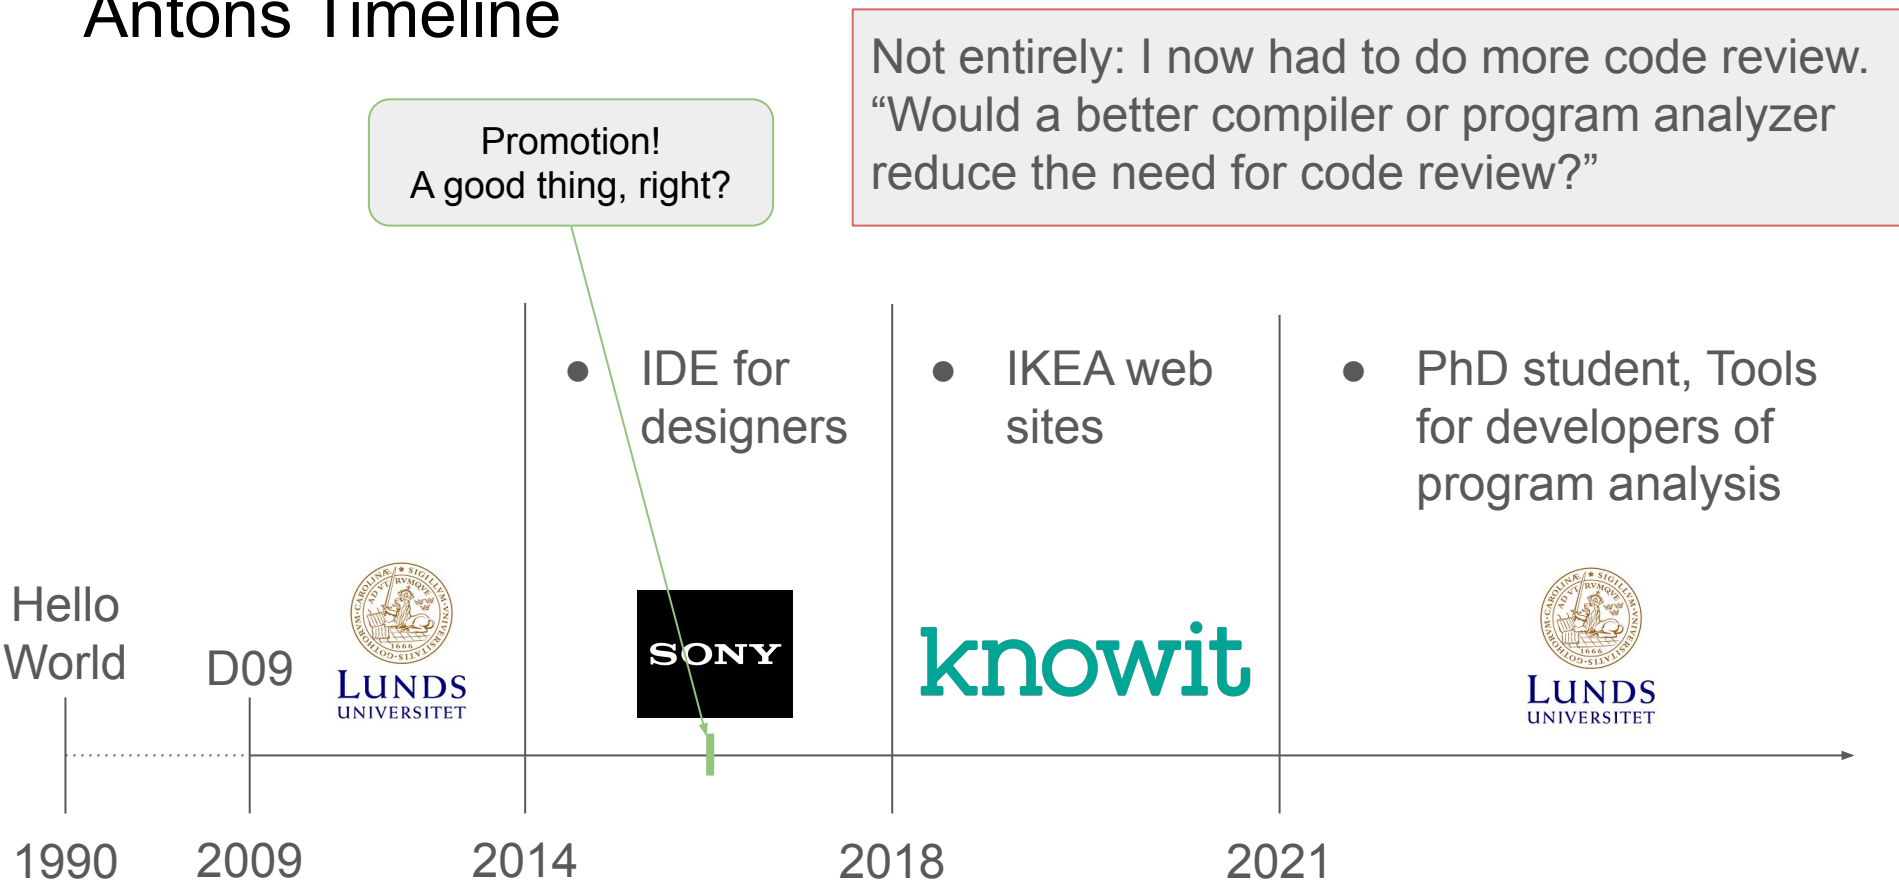 Antons Timeline
Not entirely: I now had to do more code review.
“Would a better compiler or program analyzer
reduce the need for code review?”
Promotion!
A good thing, right?
● IDE for
designers
● IKEA web
sites
● PhD student, Tools
for developers of
program analysis
Hello
World
D09
LUNDS
UNIVERSITET
SONY
knowit
LUNDS
UNIVERSITET
1990
2009
2014
2018
2021